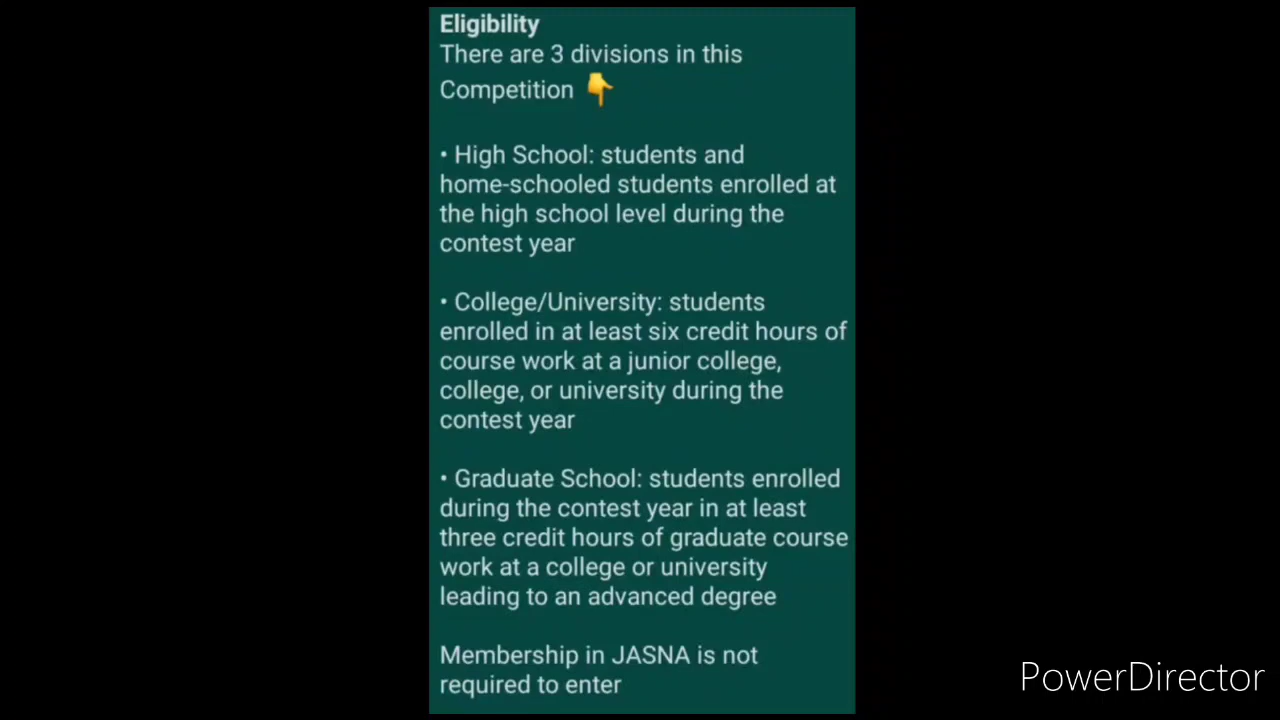 Eligibility
There are 3 divisions in this
Competition 👇
• High School: students and
home-schooled students enrolled at
the high school level during the
contest year
• College/University: students
enrolled in at least six credit hours of
course work at a junior college,
college, or university during the
contest year
• Graduate School: students enrolled
during the contest year in at least
three credit hours of graduate course
work at a college or university
leading to an advanced degree
Membership in JASNA is not
required to enter
PowerDirector